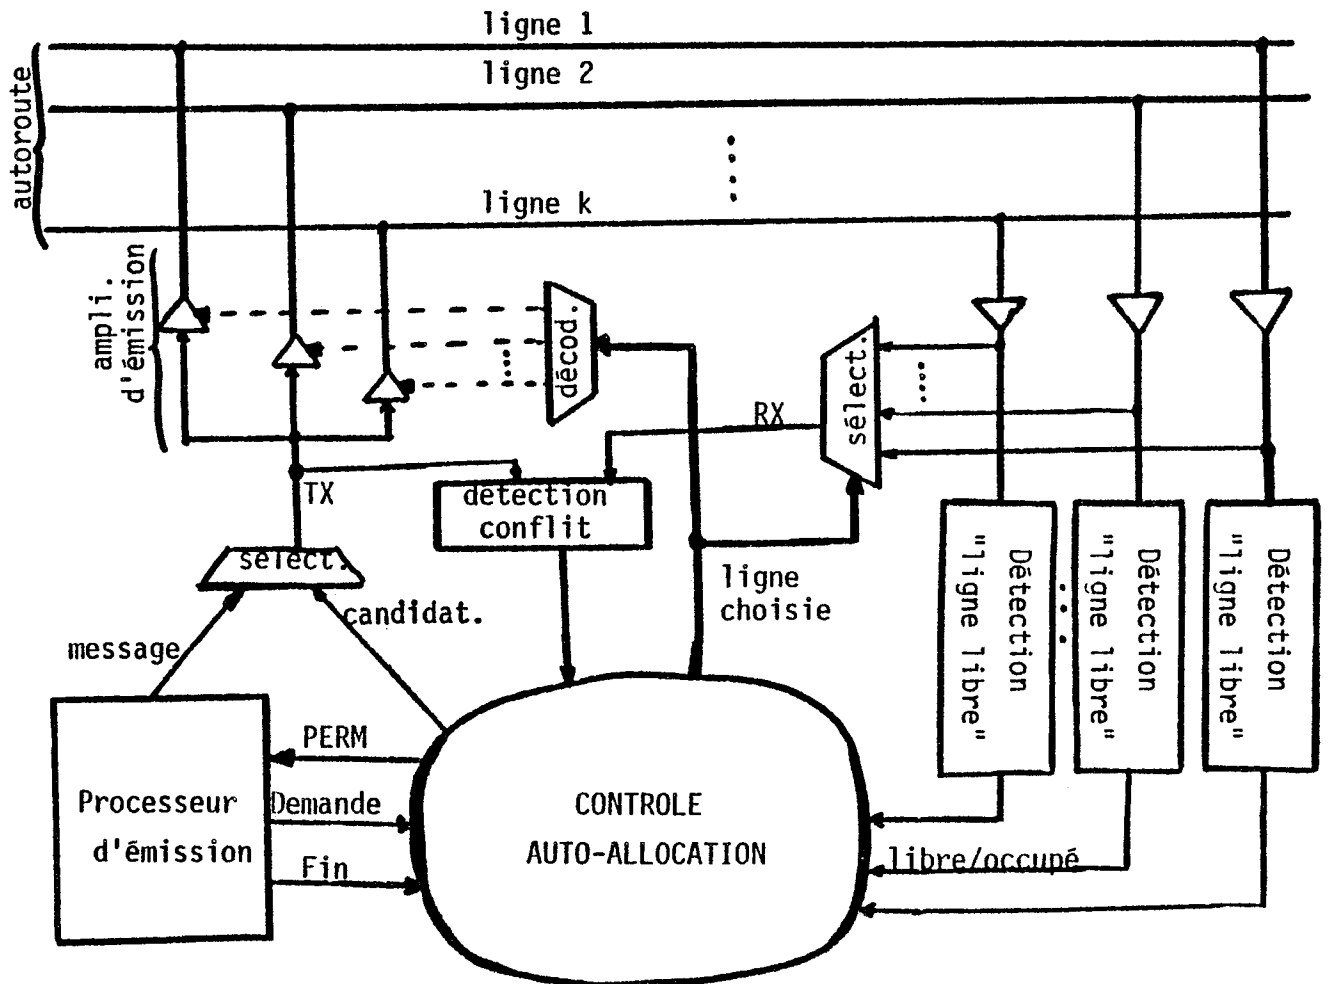 ligne 1
ligne 2
autoroute
ligne k
ampli.
d'émission
décod.
sélect.
RX
TX
détection
conflit
sélect.
candidat.
message
ligne
choisie
Détection
"ligne libre"
Détection
"ligne libre"
Détection
"ligne libre"
PERM
Processeur
d'émission
Demande
Fin
CONTROLE
AUTO-ALLOCATION
libre/occupé